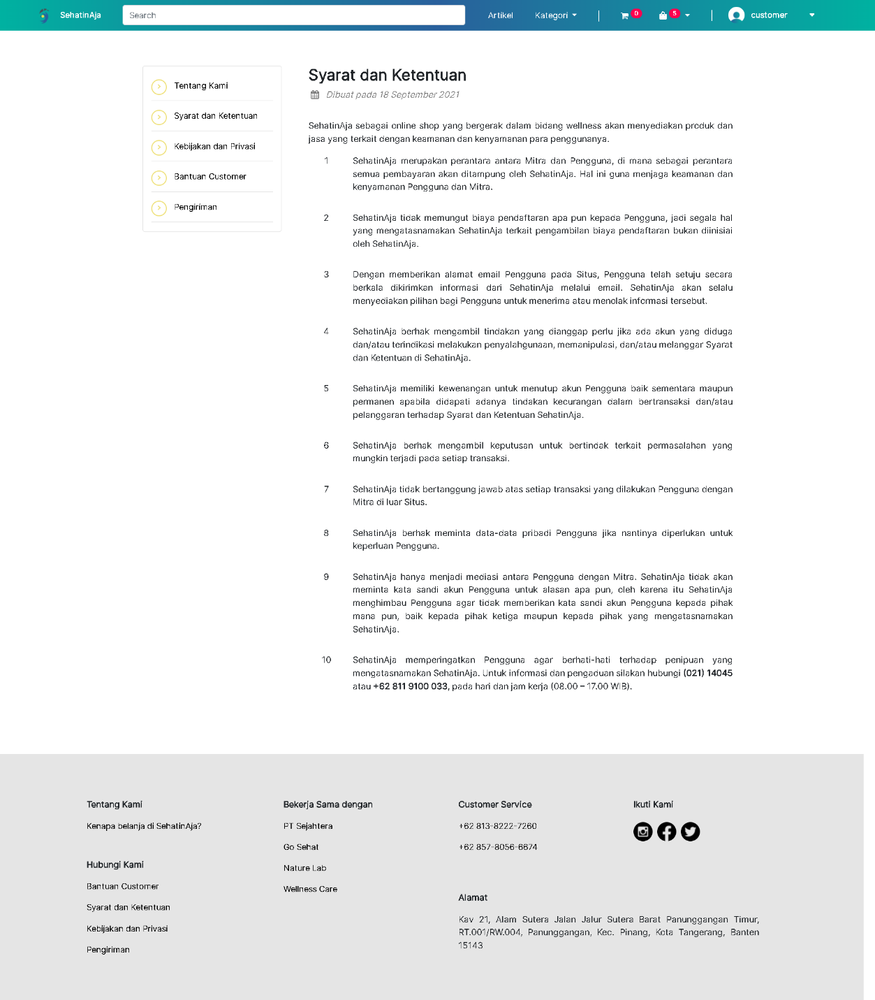 SehatinAja
Search
Artikel
Kategori
0
5
customer
Tentang Kami
Syarat dan Ketentuan
Kebijakan dan Privasi
Bantuan Customer
Pengiriman
Syarat dan Ketentuan
Dibuat pada 18 September 2021
SehatinAja sebagai online shop yang bergerak dalam bidang wellness akan menyediakan produk dan
jasa yang terkait dengan keamanan dan kenyamanan para penggunanya.
1 SehatinAja merupakan perantara antara Mitra dan Pengguna, di mana sebagai perantara
semua pembayaran akan ditampung oleh SehatinAja. Hal ini guna menjaga keamanan dan
kenyamanan Pengguna dan Mitra.
2 SehatinAja tidak memungut biaya pendaftaran apa pun kepada Pengguna, jadi segala hal
yang mengatasnamakan SehatinAja terkait pengambilan biaya pendaftaran bukan diinisiai
oleh SehatinAja.
3 Dengan memberikan alamat email Pengguna pada Situs, Pengguna telah setuju secara
berkala dikirimkan informasi dari SehatinAja melalui email. SehatinAja akan selalu
menyediakan pilihan bagi Pengguna untuk menerima atau menolak informasi tersebut.
4 SehatinAja berhak mengambil tindakan yang dianggap perlu jika ada akun yang diduga
dan/atau terindikasi melakukan penyalahgunaan, memanipulasi, dan/atau melanggar Syarat
dan Ketentuan di SehatinAja.
5 SehatinAja memiliki kewenangan untuk menutup akun Pengguna baik sementara maupun
permanen apabila didapati adanya tindakan kecurangan dalam bertransaksi dan/atau
pelanggaran terhadap Syarat dan Ketentuan SehatinAja.
6 SehatinAja berhak mengambil keputusan untuk bertindak terkait permasalahan yang
mungkin terjadi pada setiap transaksi.
7 SehatinAja tidak bertanggung jawab atas setiap transaksi yang dilakukan Pengguna dengan
Mitra di luar Situs.
8 SehatinAja berhak meminta data-data pribadi Pengguna jika nantinya diperlukan untuk
keperluan Pengguna.
9 SehatinAja hanya menjadi mediasi antara Pengguna dengan Mitra. SehatinAja tidak akan
meminta kata sandi akun Pengguna untuk alasan apa pun, oleh karena itu SehatinAja
menghimbau Pengguna agar tidak memberikan kata sandi akun Pengguna kepada pihak
mana pun, baik kepada pihak ketiga maupun kepada pihak yang mengatasnamakan
SehatinAja.
10 SehatinAja memperingatkan Pengguna agar berhati-hati terhadap penipuan yang
mengatasnamakan SehatinAja. Untuk informasi dan pengaduan silakan hubungi (021) 14045
atau +62 811 9100 033, pada hari dan jam kerja (08.00 – 17.00 WIB).
Tentang Kami
Kenapa belanja di SehatinAja?
Hubungi Kami
Bantuan Customer
Syarat dan Ketentuan
Kebijakan dan Privasi
Pengiriman
Bekerja Sama dengan
PT Sejahtera
Go Sehat
Nature Lab
Wellness Care
Customer Service
+62 813-8222-7260
+62 857-8056-6674
Alamat
Kav 21, Alam Sutera Jalan Jalur Sutera Barat Panunggangan Timur,
RT.001/RW.004, Panunggangan, Kec. Pinang, Kota Tangerang, Banten
15143
Ikuti Kami